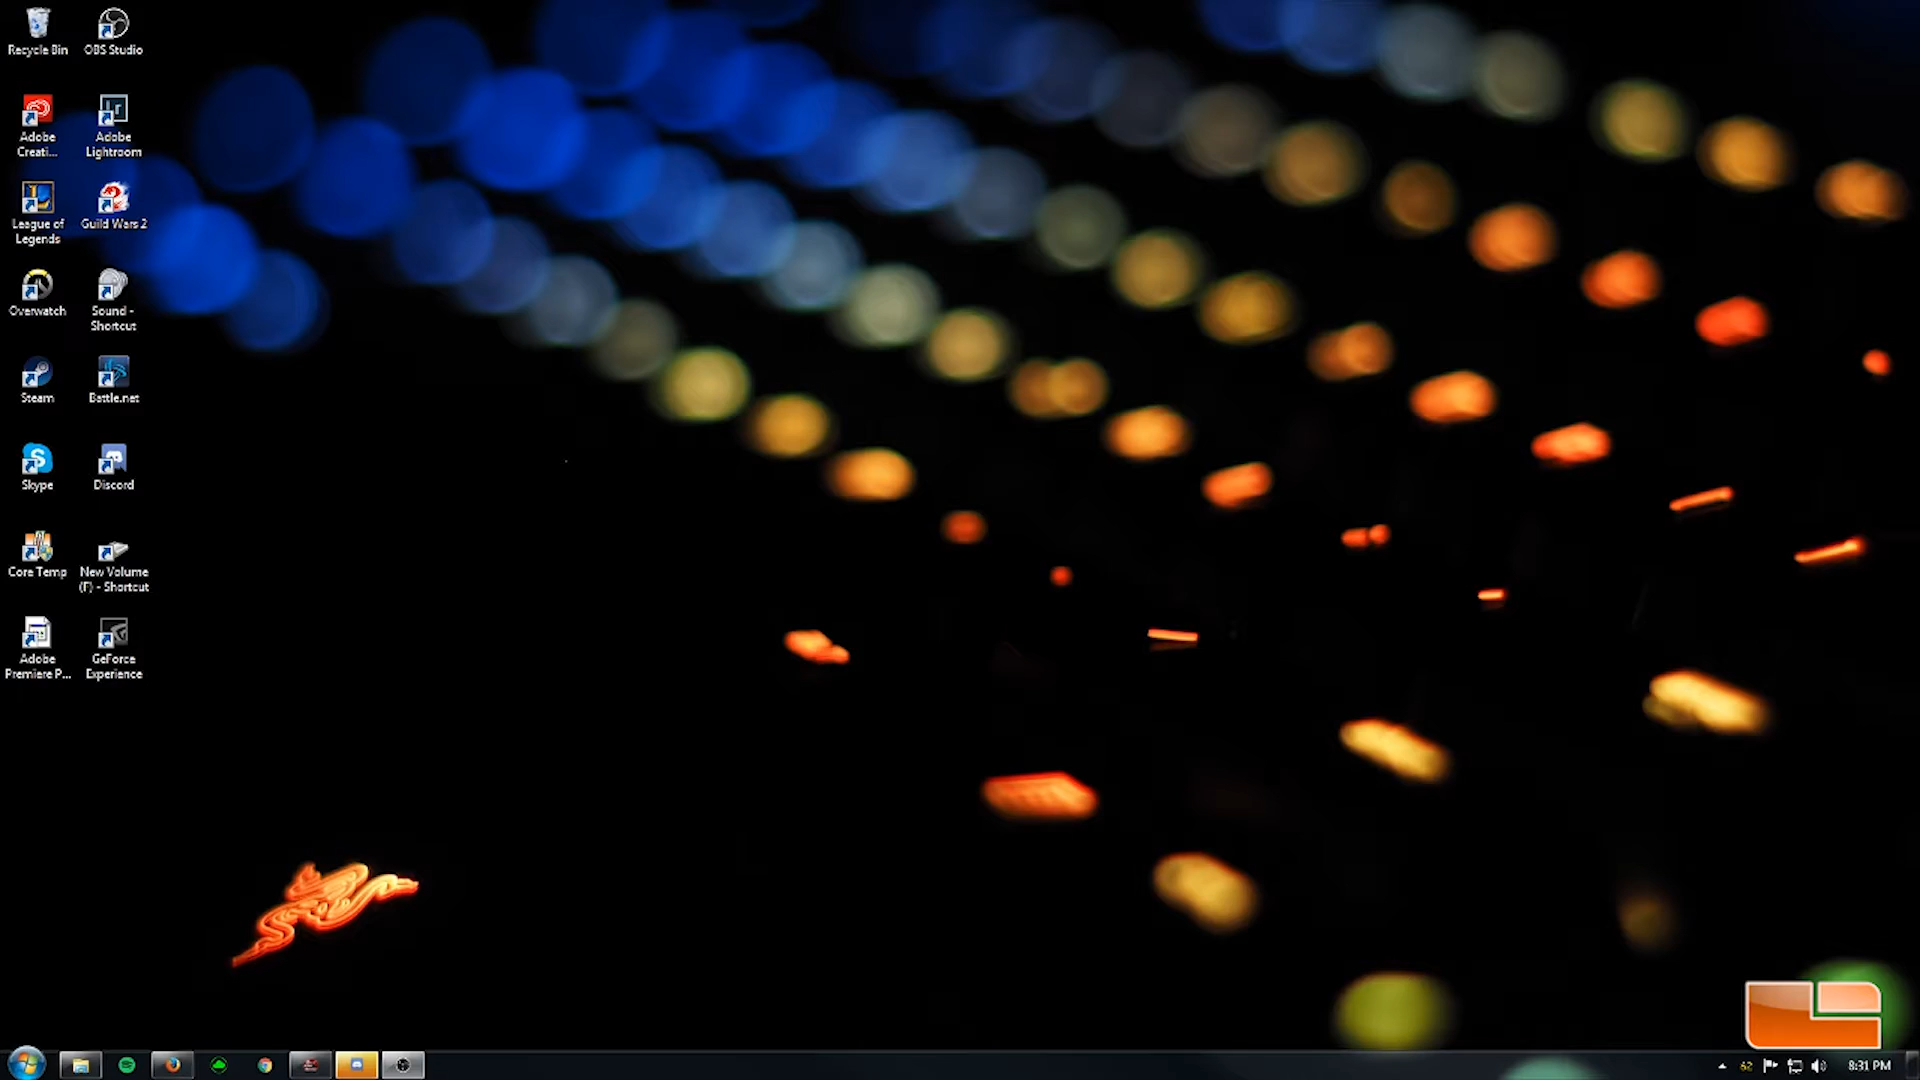 Recycle Bin
OBS Studio
Adobe
Creati...
Adobe
Lightroom
League of
Legends
Guild Wars 2
Overwatch
Sound -
Shortcut
Steam
Battle.net
Skype
Discord
Core Temp
New Volume
(F) - Shortcut
Adobe
Premiere P...
GeForce
Experience
62
8:31 PM